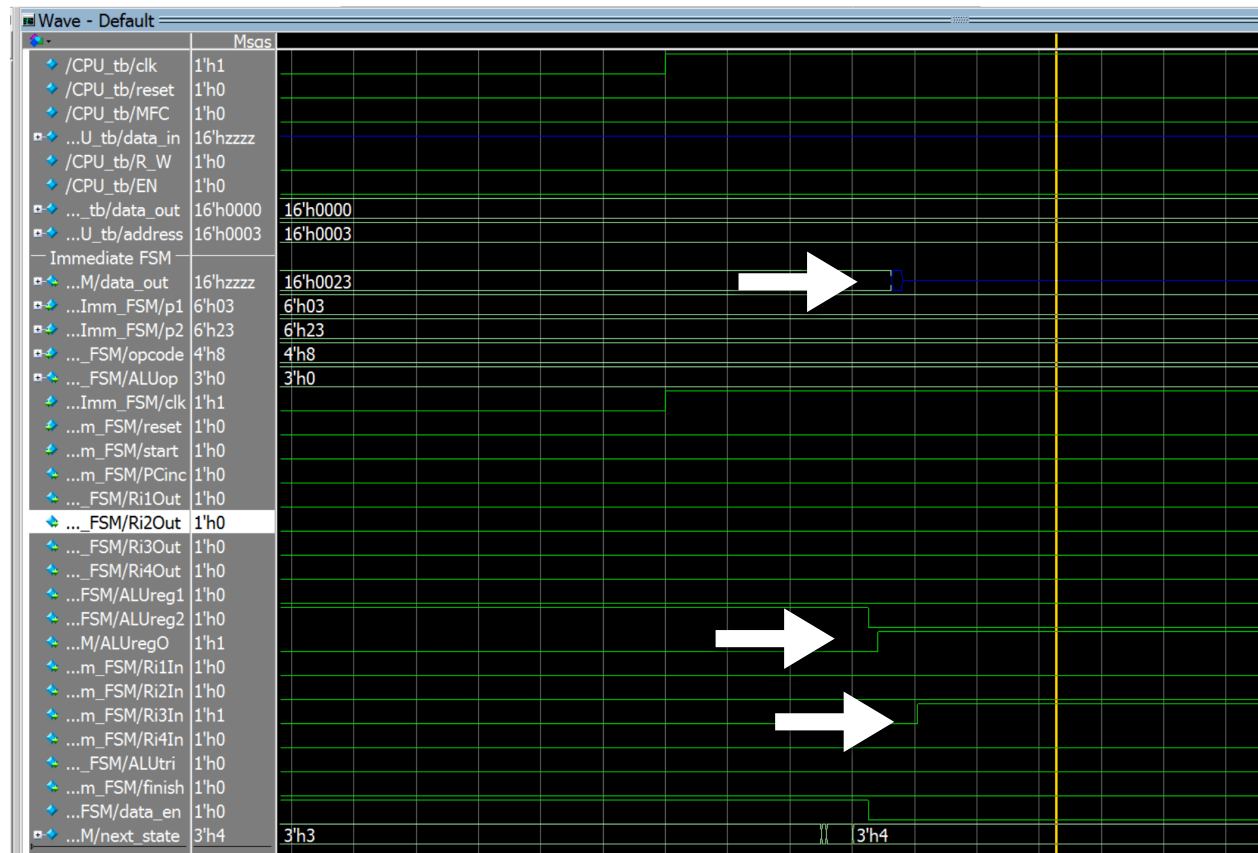 Wave - Default
Msgs
/CPU_tb/clk 1'h1
/CPU_tb/reset 1'h0
/CPU_tb/MFC 1'h0
...U_tb/data_in 16'hzzzz
/CPU_tb/R_W 1'h0
/CPU_tb/EN 1'h0
..._tb/data_out 16'h0000 16'h0000
...U_tb/address 16'h0003 16'h0003
Immediate FSM
...M/data_out 16'hzzzz 16'h0023
...Imm_FSM/p1 6'h03 6'h03
...Imm_FSM/p2 6'h23 6'h23
..._FSM/opcode 4'h8 4'h8
..._FSM/ALUop 3'h0 3'h0
...Imm_FSM/clk 1'h1
...m_FSM/reset 1'h0
...m_FSM/start 1'h0
...m_FSM/PCinc 1'h0
..._FSM/Ri1Out 1'h0
..._FSM/Ri2Out 1'h0
..._FSM/Ri3Out 1'h0
..._FSM/Ri4Out 1'h0
...FSM/ALUreg1 1'h0
...FSM/ALUreg2 1'h0
...M/ALUregO 1'h1
...m_FSM/Ri1In 1'h0
...m_FSM/Ri2In 1'h0
...m_FSM/Ri3In 1'h1
...m_FSM/Ri4In 1'h0
..._FSM/ALUtri 1'h0
...m_FSM/finish 1'h0
...FSM/data_en 1'h0
...M/next_state 3'h4 3'h3 3'h4